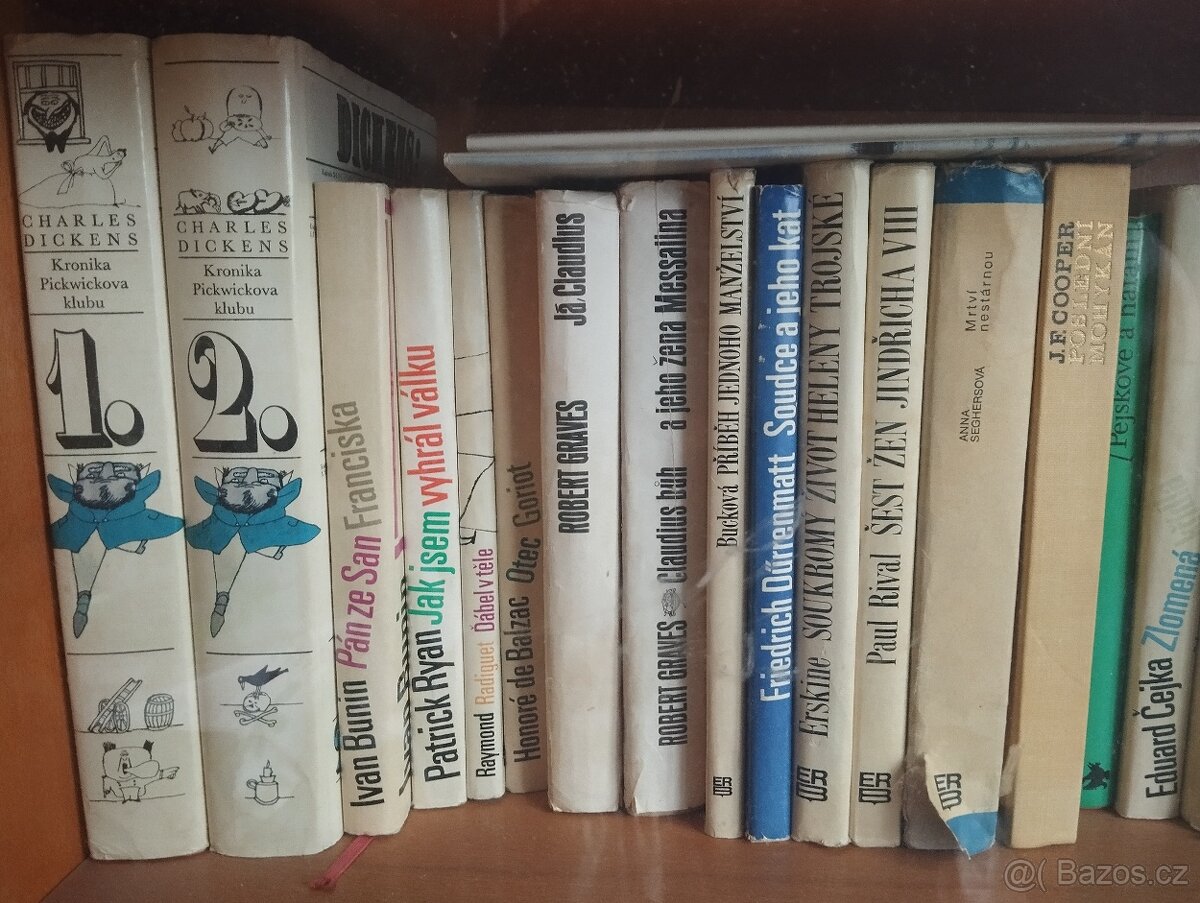 CHARLES
DICKENS
Kronika
Pickwickova
klubu
1.
CHARLES
DICKENS
Kronika
Pickwickova
klubu
2.
DICKENS
Ivan Bunin Pán ze San Franciska
Patrick Ryan Jak jsem vyhrál válku
Raymond Radiguet Ďábel v těle
Honoré de Balzac Otec Goriot
ROBERT GRAVES Já, Claudius
ROBERT GRAVES Claudius bůh a jeho žena Messalina
Bucková PŘÍBĚH JEDNOHO MANŽELSTVÍ
Friedrich Dürrenmatt Soudce a jeho kat
Erskine – SOUKROMÝ ŽIVOT HELENY TROJSKÉ
Paul Rival ŠEST ŽEN JINDŘICHA VIII
ANNA
SEGHERSOVÁ
Mrtví
nestárnou
J. F. COOPER
POSLEDNÍ
MOHYKÁN
/Pejskové a
Eduard Čejka Zlomená
@( Bazos.cz